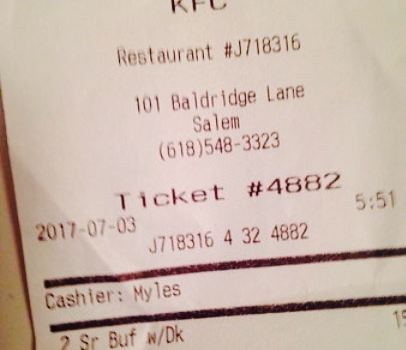 KFC
Restaurant #J718316
101 Baldridge Lane
Salem
(618)548-3323
Ticket #4882
2017-07-03 5:51
J718316 4 32 4882
Cashier: Myles
2 Sr Buf w/Dk